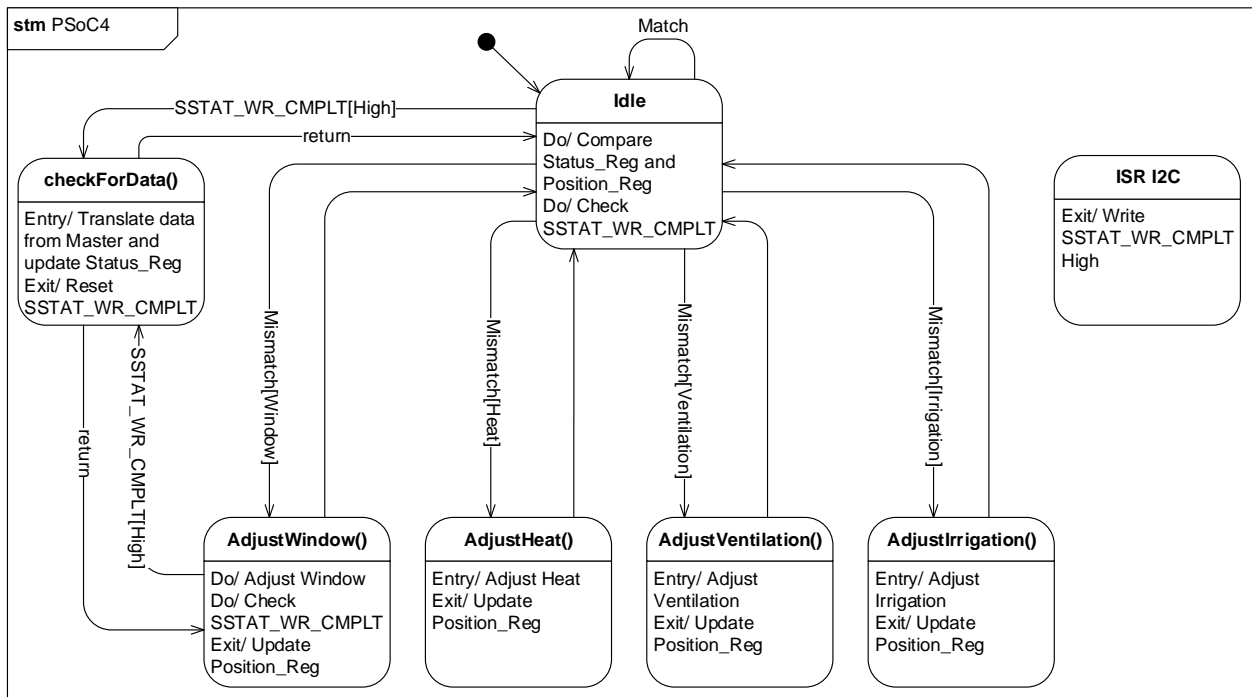 stm PSoC4
Match
Idle
Do/ Compare
Status_Reg and
Position_Reg
Do/ Check
SSTAT_WR_CMPLT
SSTAT_WR_CMPLT[High]
return
checkForData()
Entry/ Translate data
from Master and
update Status_Reg
Exit/ Reset
SSTAT_WR_CMPLT
ISR I2C
Exit/ Write
SSTAT_WR_CMPLT
High
return
SSTAT_WR_CMPLT[High]
Mismatch[Window]
Mismatch[Heat]
Mismatch[Ventilation]
Mismatch[Irrigation]
AdjustWindow()
Do/ Adjust Window
Do/ Check
SSTAT_WR_CMPLT
Exit/ Update
Position_Reg
AdjustHeat()
Entry/ Adjust Heat
Exit/ Update
Position_Reg
AdjustVentilation()
Entry/ Adjust
Ventilation
Exit/ Update
Position_Reg
AdjustIrrigation()
Entry/ Adjust
Irrigation
Exit/ Update
Position_Reg